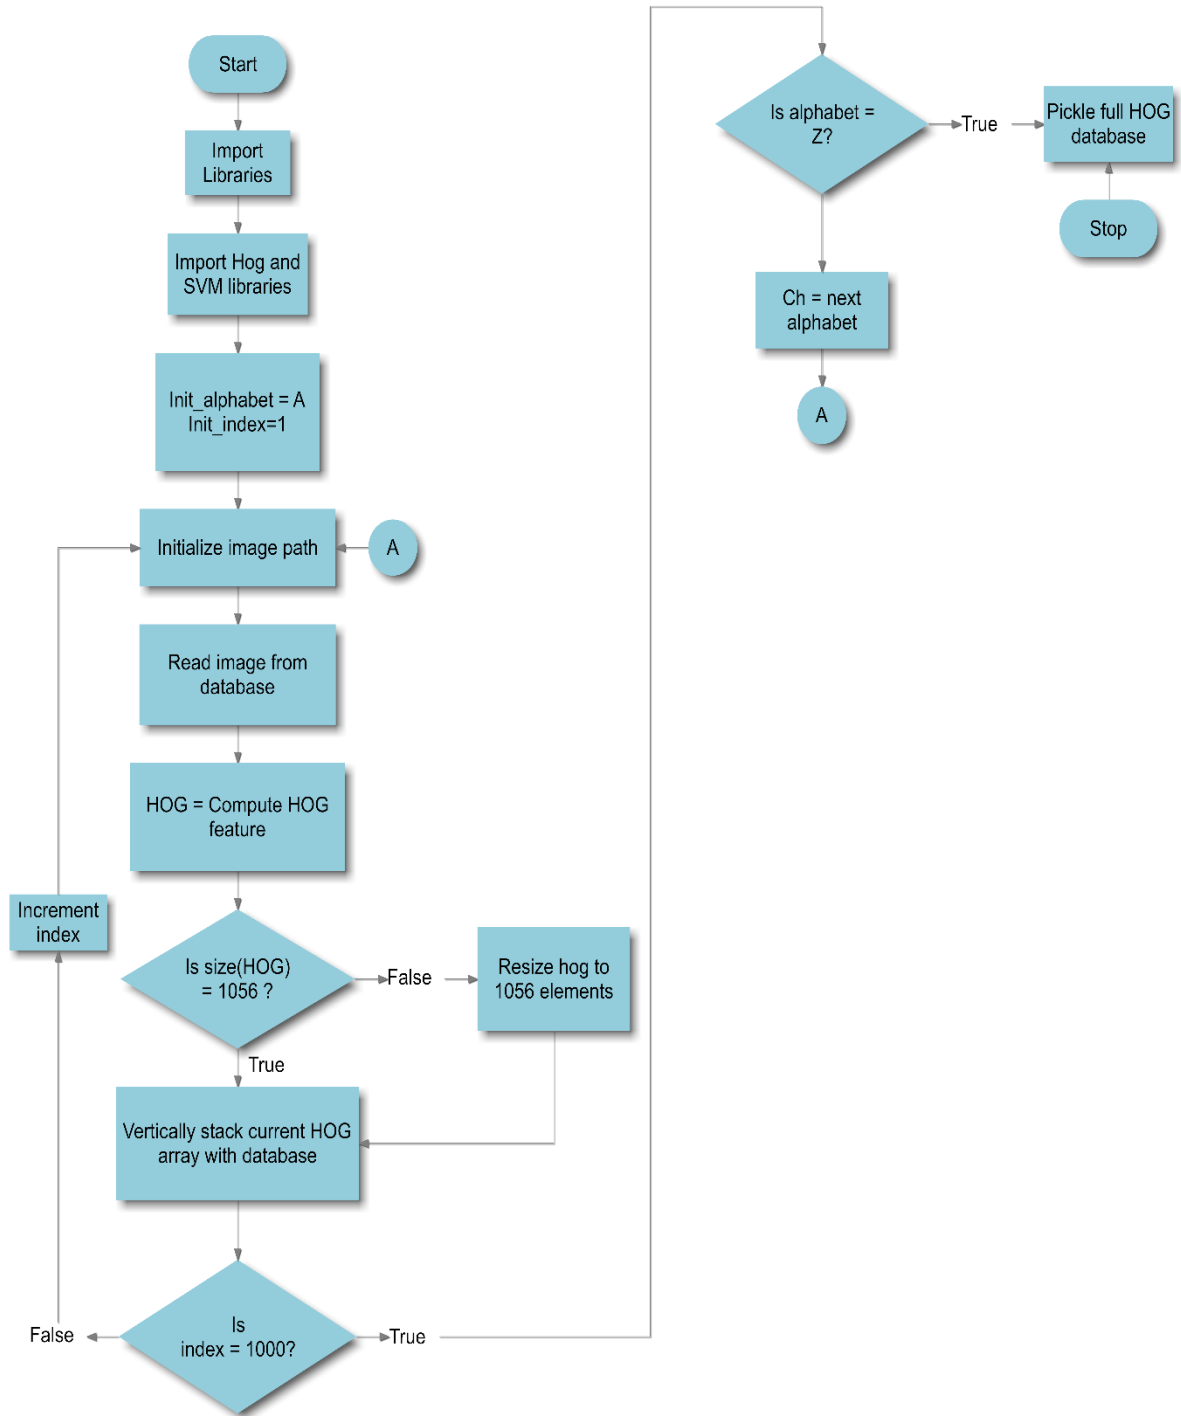 Start
Import
Libraries
Import Hog and
SVM libraries
Init_alphabet = A
Init_index=1
Initialize image path
A
Read image from
database
HOG = Compute HOG
feature
Increment
index
Is size(HOG)
= 1056 ?
False
Resize hog to
1056 elements
True
Vertically stack current HOG
array with database
False
Is
index = 1000?
True
Is alphabet =
Z?
True
Pickle full HOG
database
Stop
Ch = next
alphabet
A